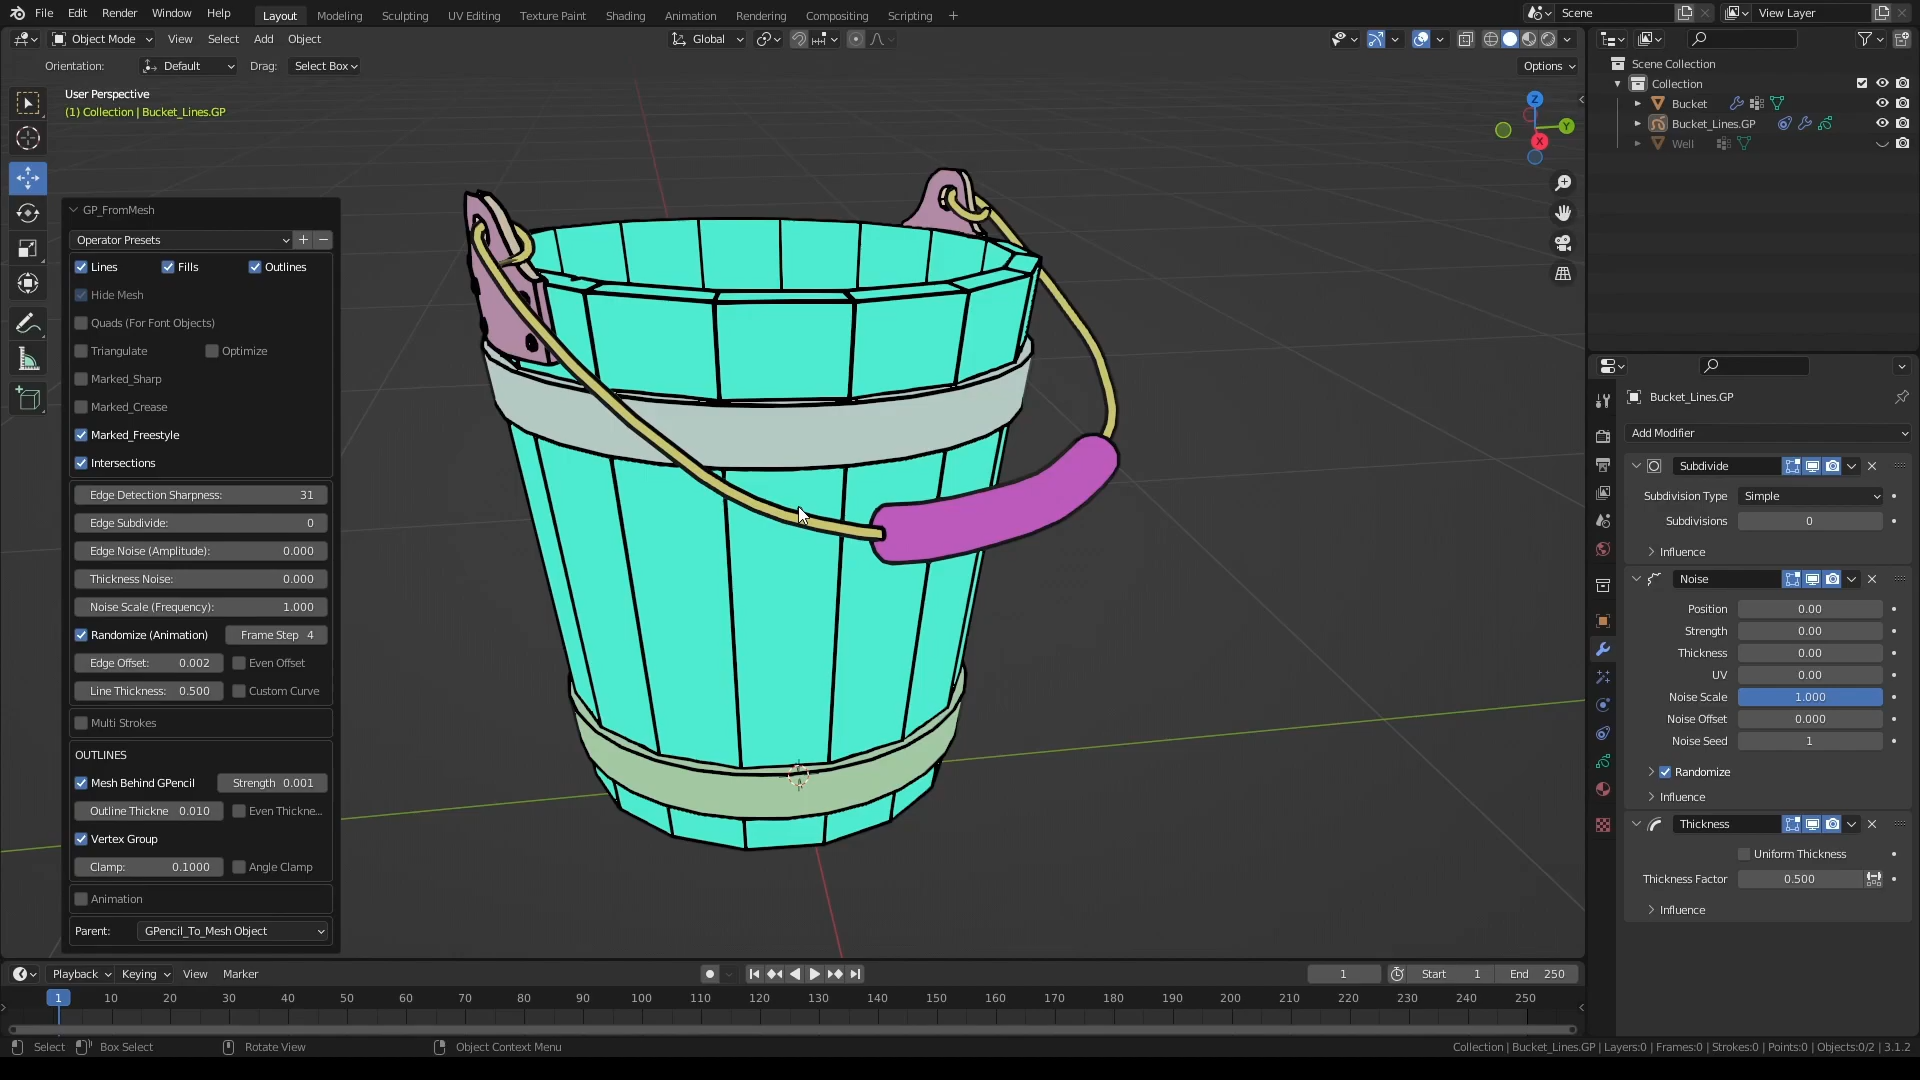 File Edit Render Window Help Layout Modeling Sculpting UV Editing Texture Paint Shading Animation Rendering Compositing Scripting + Scene View Layer
Object Mode View Select Add Object Global
Orientation: Default Drag: Select Box Options
User Perspective
(1) Collection | Bucket_Lines.GP
Z
Y
X
GP_FromMesh
Operator Presets + −
Lines Fills Outlines
Hide Mesh
Quads (For Font Objects)
Triangulate Optimize
Marked_Sharp
Marked_Crease
Marked_Freestyle
Intersections
Edge Detection Sharpness: 31
Edge Subdivide: 0
Edge Noise (Amplitude): 0.000
Thickness Noise: 0.000
Noise Scale (Frequency): 1.000
Randomize (Animation) Frame Step 4
Edge Offset: 0.002 Even Offset
Line Thickness: 0.500 Custom Curve
Multi Strokes
OUTLINES
Mesh Behind GPencil Strength 0.001
Outline Thickne 0.010 Even Thickne...
Vertex Group
Clamp: 0.1000 Angle Clamp
Animation
Parent: GPencil_To_Mesh Object
Scene Collection
Collection
Bucket
Bucket_Lines.GP
Well
Bucket_Lines.GP
Add Modifier
Subdivide
Subdivision Type Simple
Subdivisions 0
Influence
Noise
Position 0.00
Strength 0.00
Thickness 0.00
UV 0.00
Noise Scale 1.000
Noise Offset 0.000
Noise Seed 1
Randomize
Influence
Thickness
Uniform Thickness
Thickness Factor 0.500
Influence
Playback Keying View Marker 1 Start 1 End 250
1 10 20 30 40 50 60 70 80 90 100 110 120 130 140 150 160 170 180 190 200 210 220 230 240 250
Select Box Select Rotate View Object Context Menu Collection | Bucket_Lines.GP | Layers:0 | Frames:0 | Strokes:0 | Points:0 | Objects:0/2 | 3.1.2